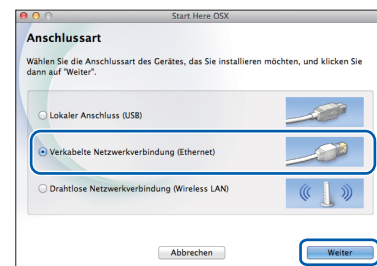 Start Here OSX
Anschlussart
Wählen Sie die Anschlussart des Gerätes, das Sie installieren möchten, und klicken Sie
dann auf "Weiter".
Lokaler Anschluss (USB)
Verkabelte Netzwerkverbindung (Ethernet)
Drahtlose Netzwerkverbindung (Wireless LAN)
Abbrechen
Weiter